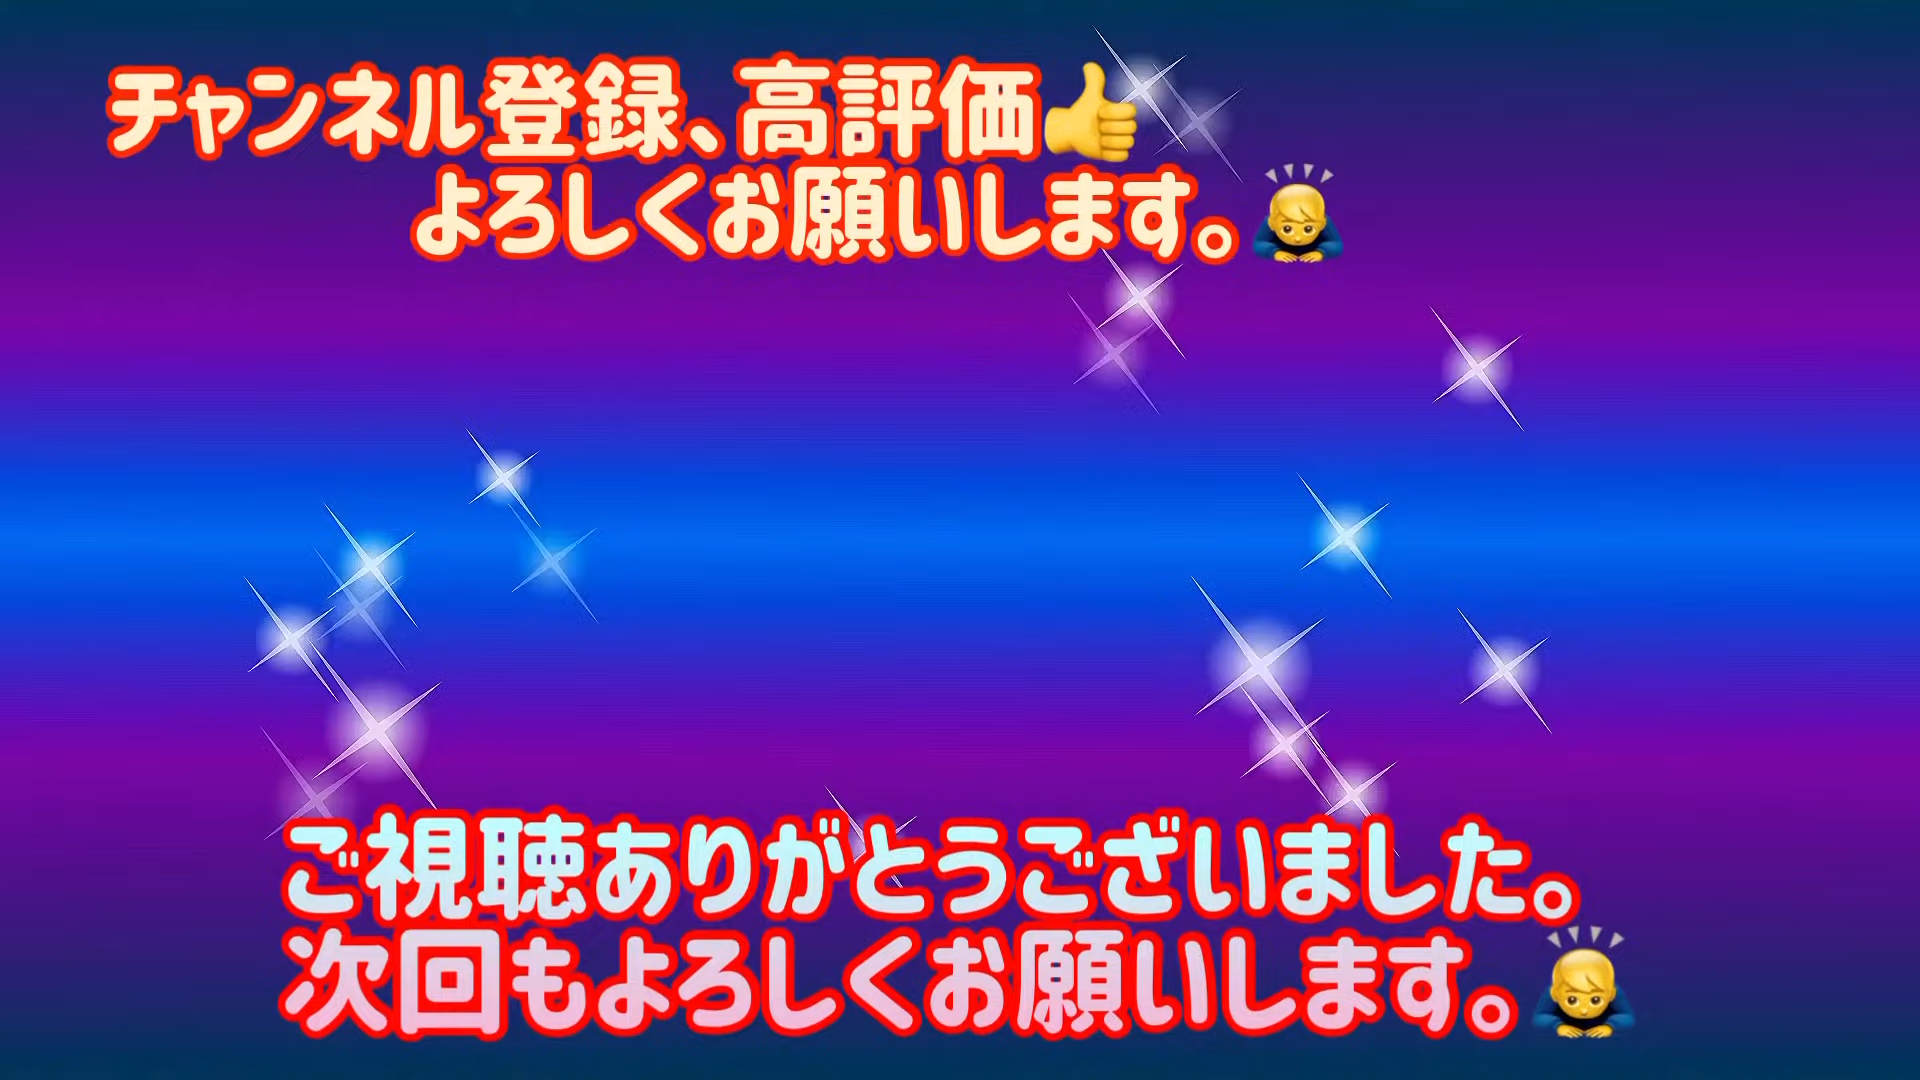 チャンネル登録、高評価👍
よろしくお願いします。🙇
ご視聴ありがとうございました。
次回もよろしくお願いします。🙇